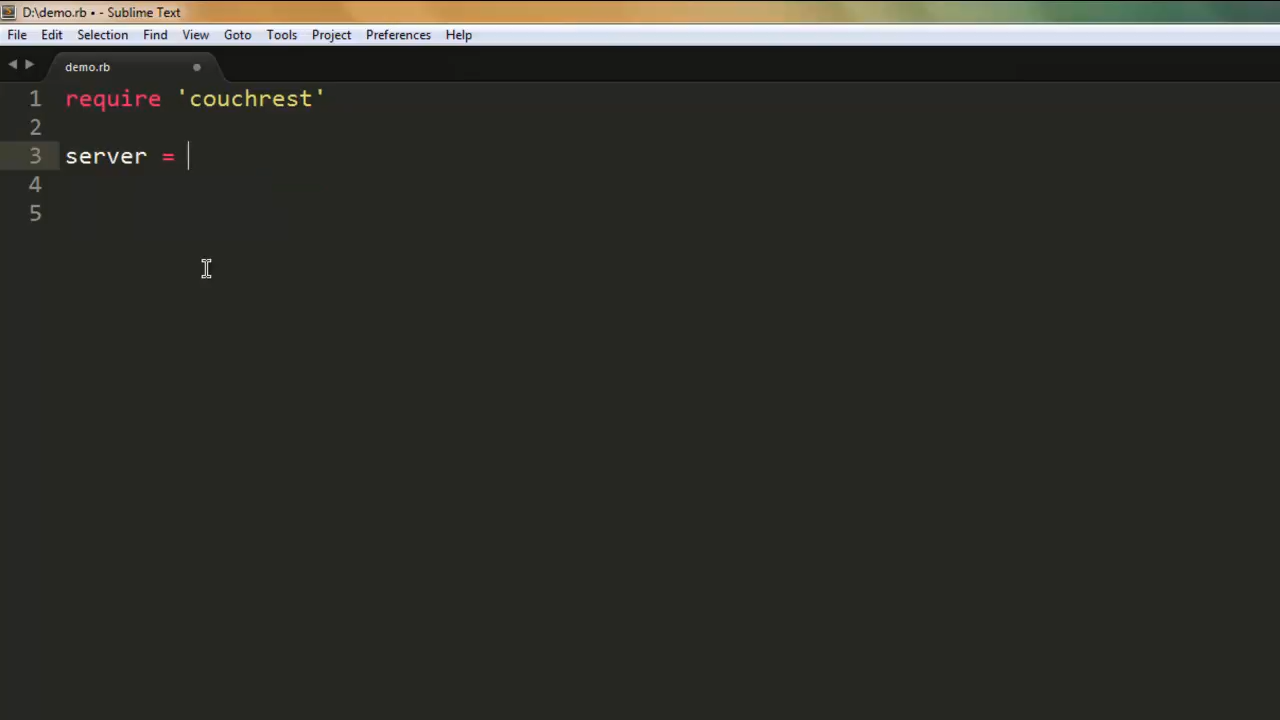 D:\demo.rb • - Sublime Text
File Edit Selection Find View Goto Tools Project Preferences Help
demo.rb
1 require 'couchrest'
2
3 server =
4
5